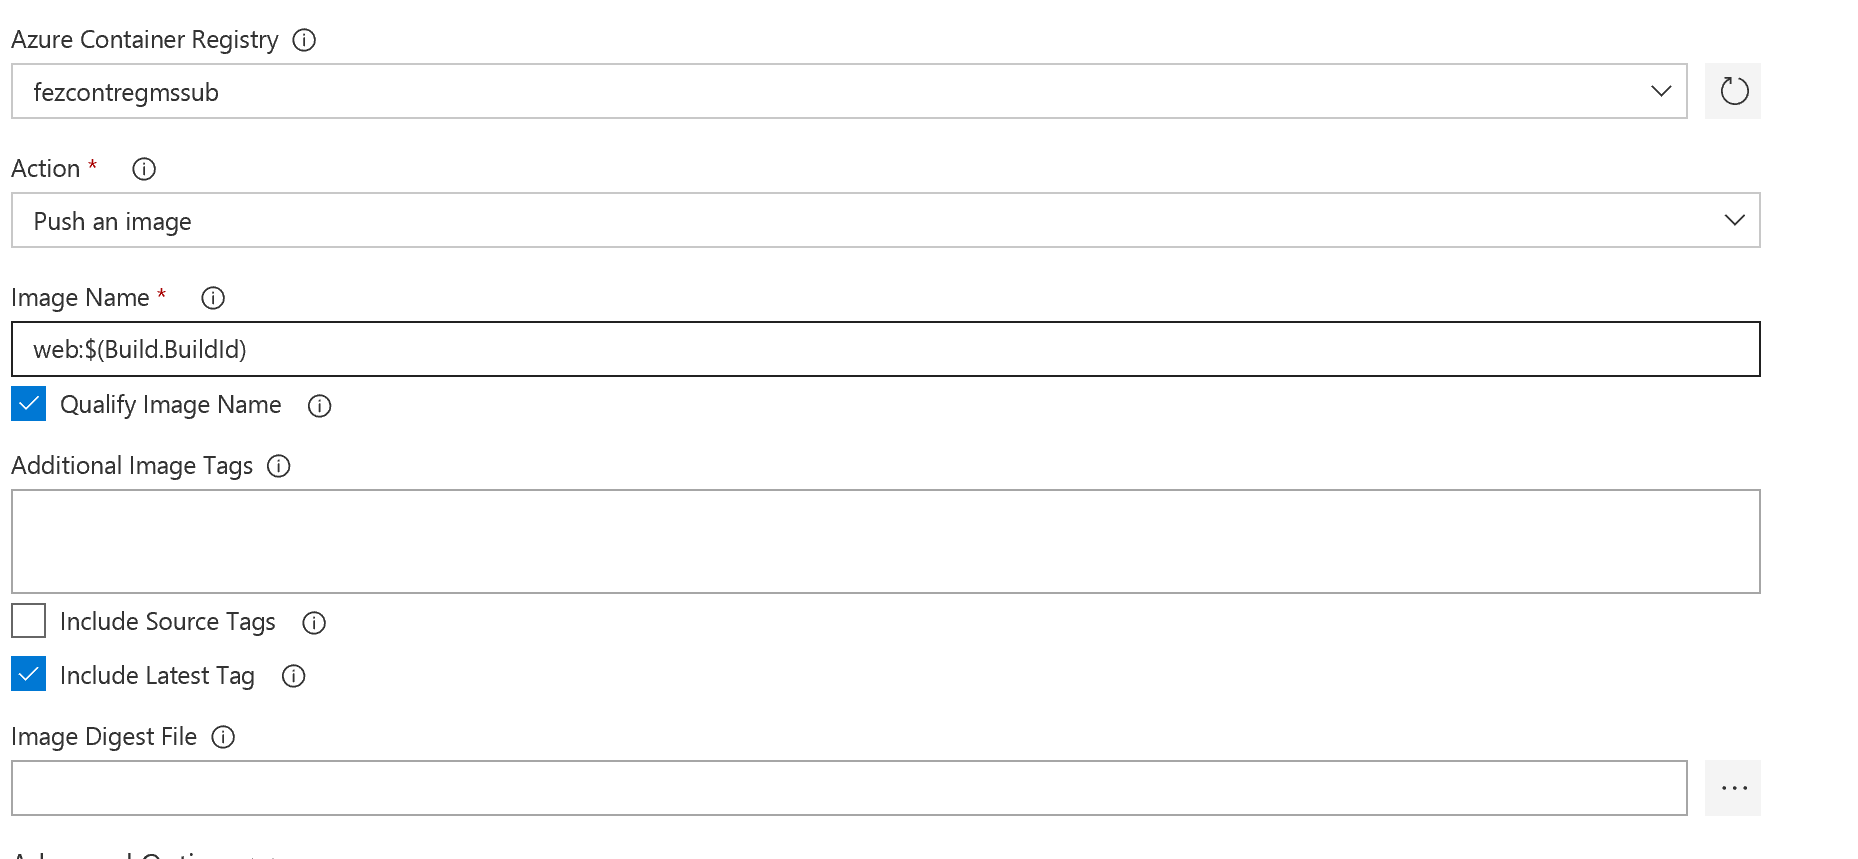 Azure Container Registry
fezcontregmssub
Action *
Push an image
Image Name *
web:$(Build.BuildId)
Qualify Image Name
Additional Image Tags
Include Source Tags
Include Latest Tag
Image Digest File
...